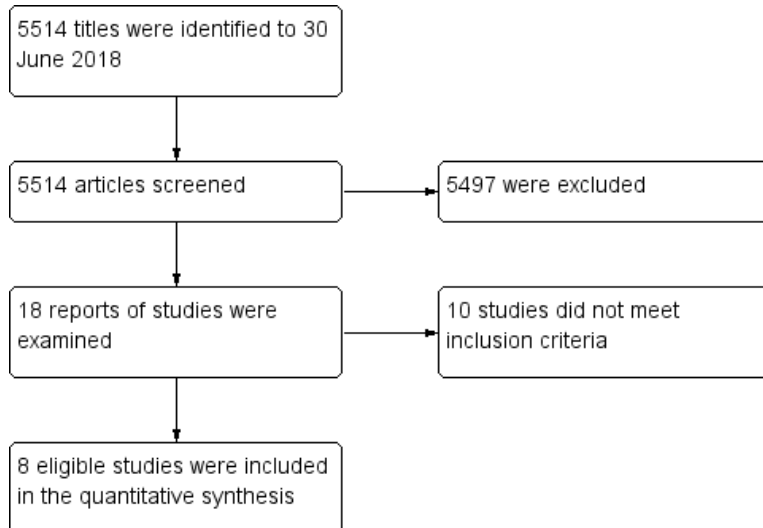 5514 titles were identified to 30
June 2018
5514 articles screened
5497 were excluded
18 reports of studies were
examined
10 studies did not meet
inclusion criteria
8 eligible studies were included
in the quantitative synthesis